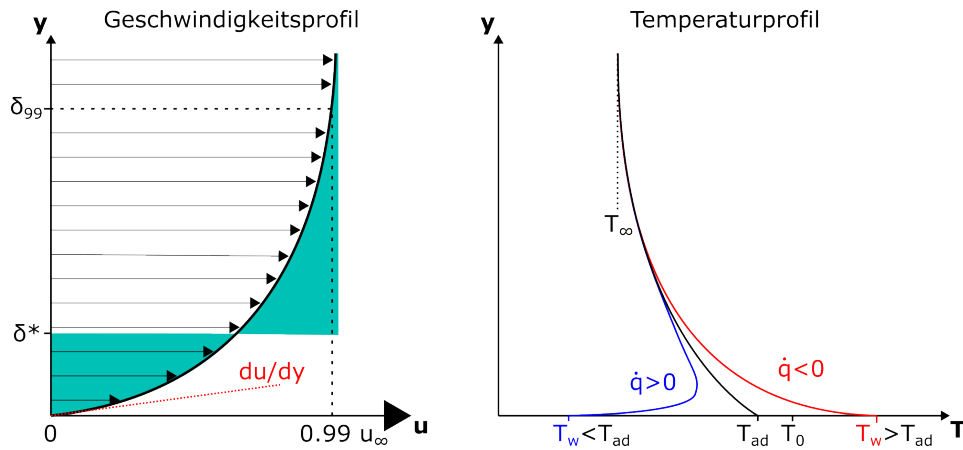 Geschwindigkeitsprofil
y
δ99
δ*
du/dy
0
0.99 u∞
u
Temperaturprofil
y
T∞
q̇>0
q̇<0
Tw<Tad
Tad
T0
Tw>Tad
T